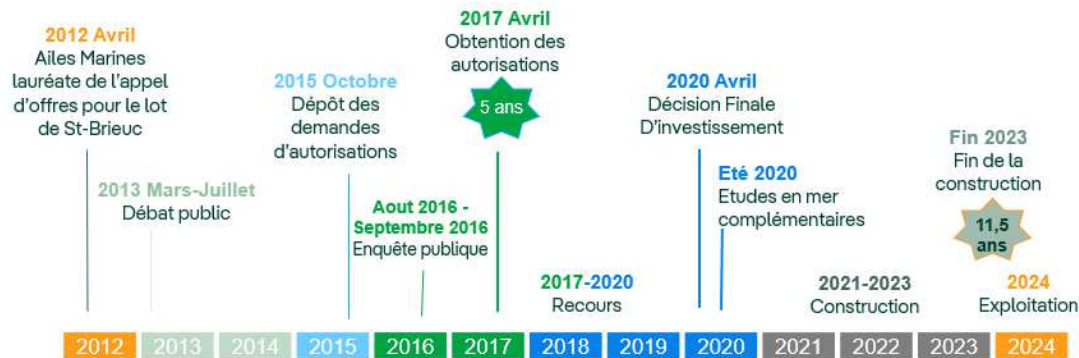 2012 Avril
Ailes Marines
lauréate de l'appel
d'offres pour le lot
de St-Brieuc
2013 Mars-Juillet
Débat public
2015 Octobre
Dépôt des
demandes
d'autorisations
Aout 2016 -
Septembre 2016
Enquête publique
2017 Avril
Obtention des
autorisations
5 ans
2017-2020
Recours
2020 Avril
Décision Finale
D'investissement
Eté 2020
Etudes en mer
complémentaires
2021-2023
Construction
Fin 2023
Fin de la
construction
11,5
ans
2024
Exploitation
2012 2013 2014 2015 2016 2017 2018 2019 2020 2021 2022 2023 2024